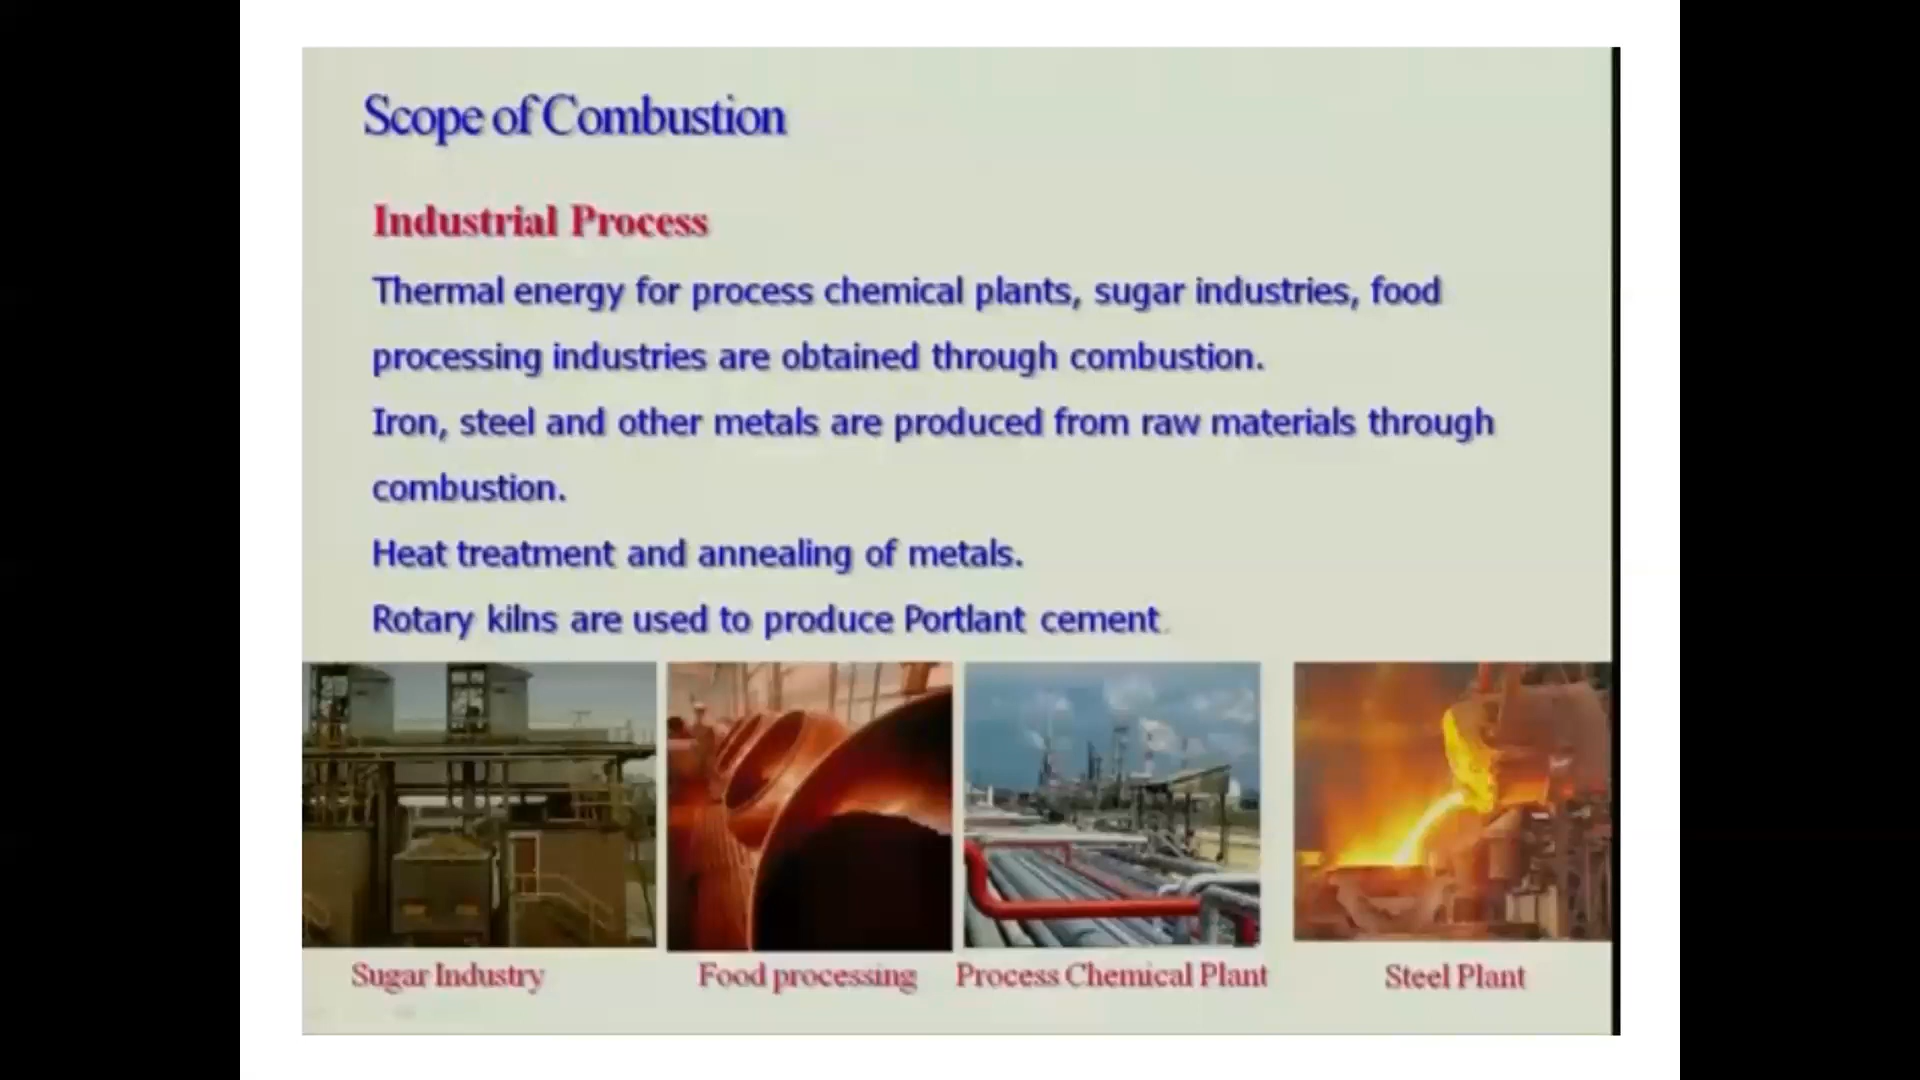 Scope of Combustion
Industrial Process
Thermal energy for process chemical plants, sugar industries, food
processing industries are obtained through combustion.
Iron, steel and other metals are produced from raw materials through
combustion.
Heat treatment and annealing of metals.
Rotary kilns are used to produce Portlant cement.
Sugar Industry
Food processing
Process Chemical Plant
Steel Plant